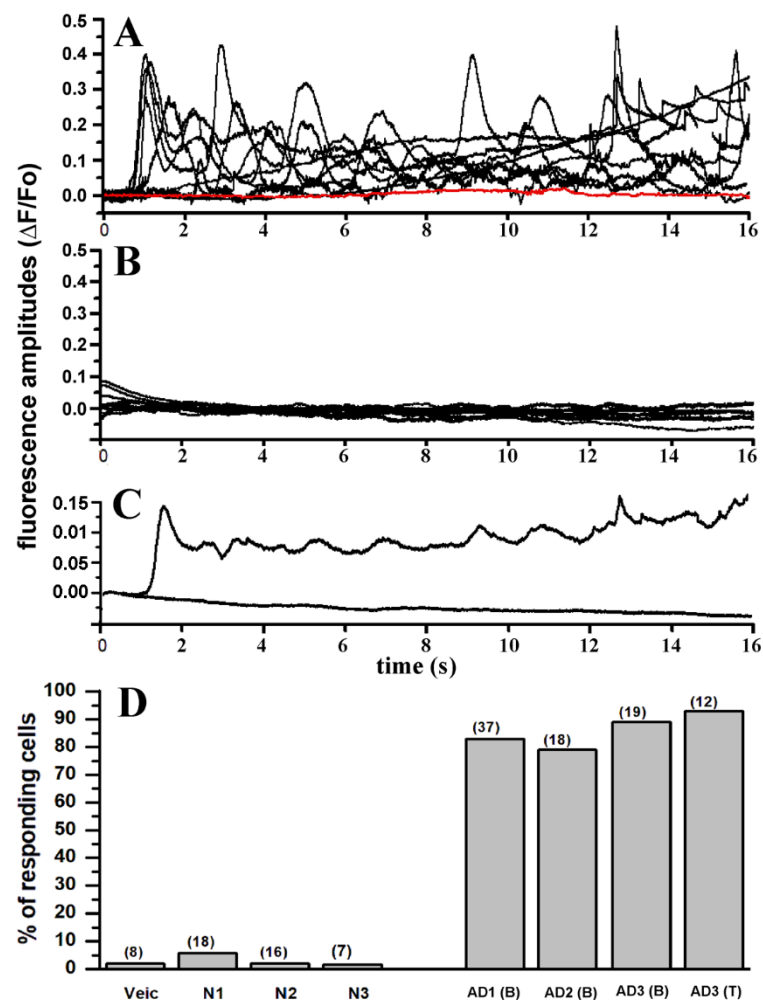 fluorescence amplitudes (ΔF/Fo)
A
0.5
0.4
0.3
0.2
0.1
0.0
0 2 4 6 8 10 12 14 16
B
0.5
0.4
0.3
0.2
0.1
0.0
0 2 4 6 8 10 12 14 16
C
0.15
0.01
0.05
0.00
0 2 4 6 8 10 12 14 16
time (s)
D
% of responding cells
100
90
80
70
60
50
40
30
20
10
0
(8) (18) (16) (7) (37) (18) (19) (12)
Veic N1 N2 N3 AD1 (B) AD2 (B) AD3 (B) AD3 (T)